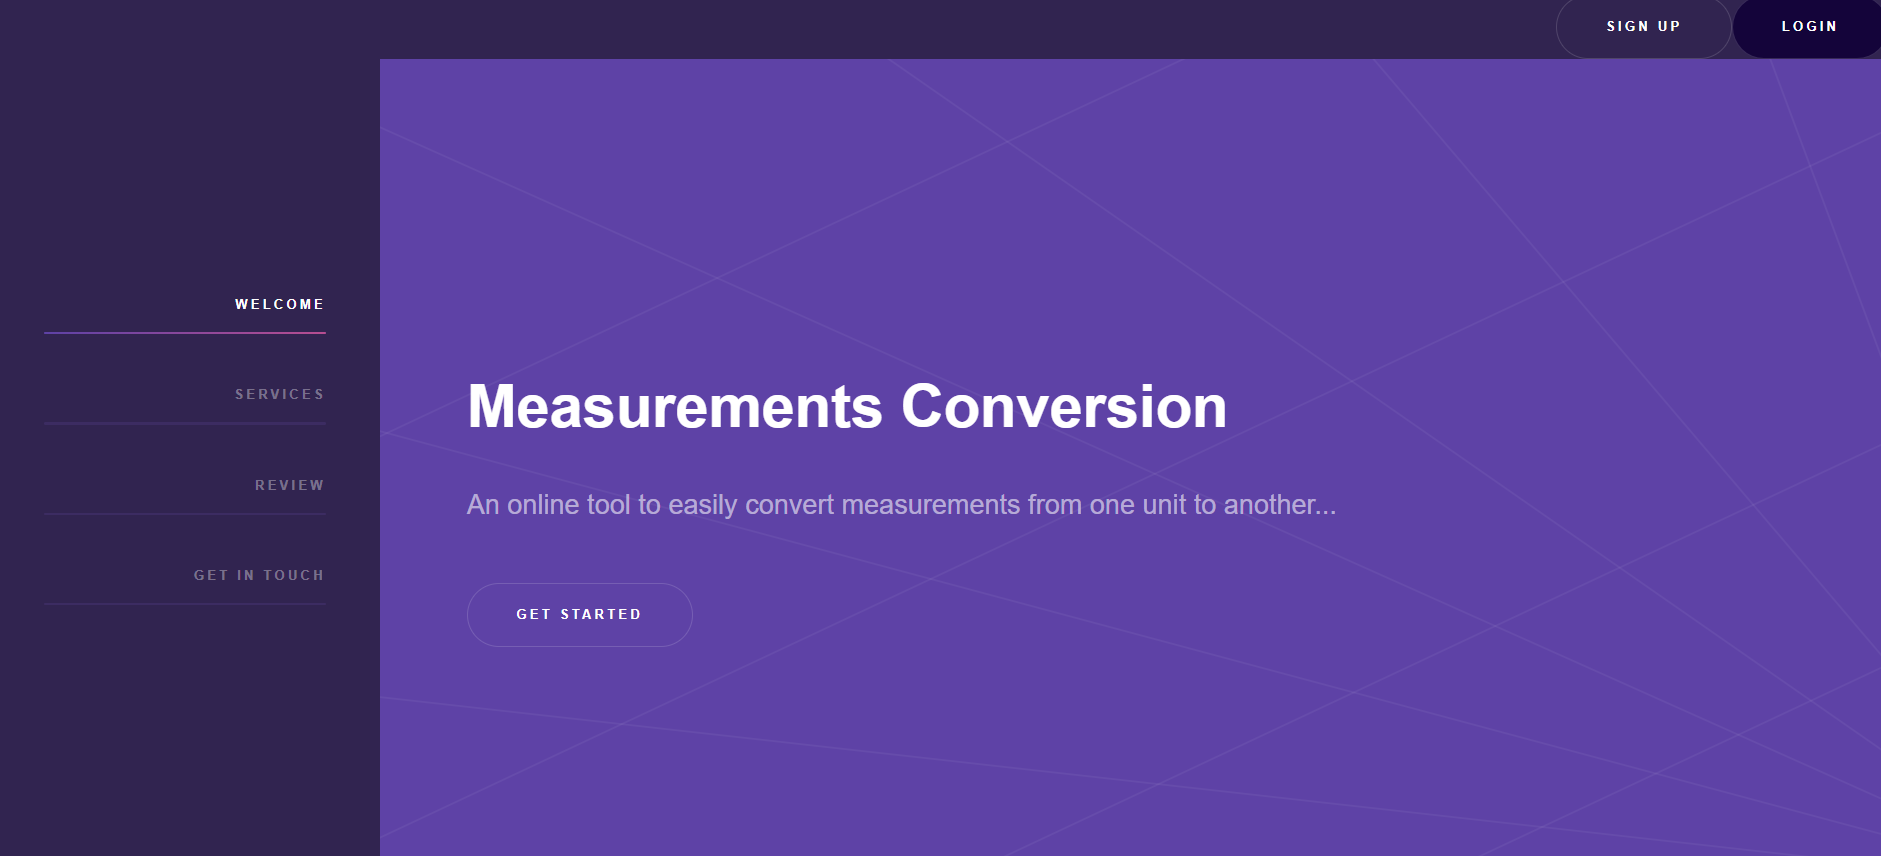 SIGN UP
LOGIN
WELCOME
SERVICES
REVIEW
GET IN TOUCH
Measurements Conversion
An online tool to easily convert measurements from one unit to another...
GET STARTED